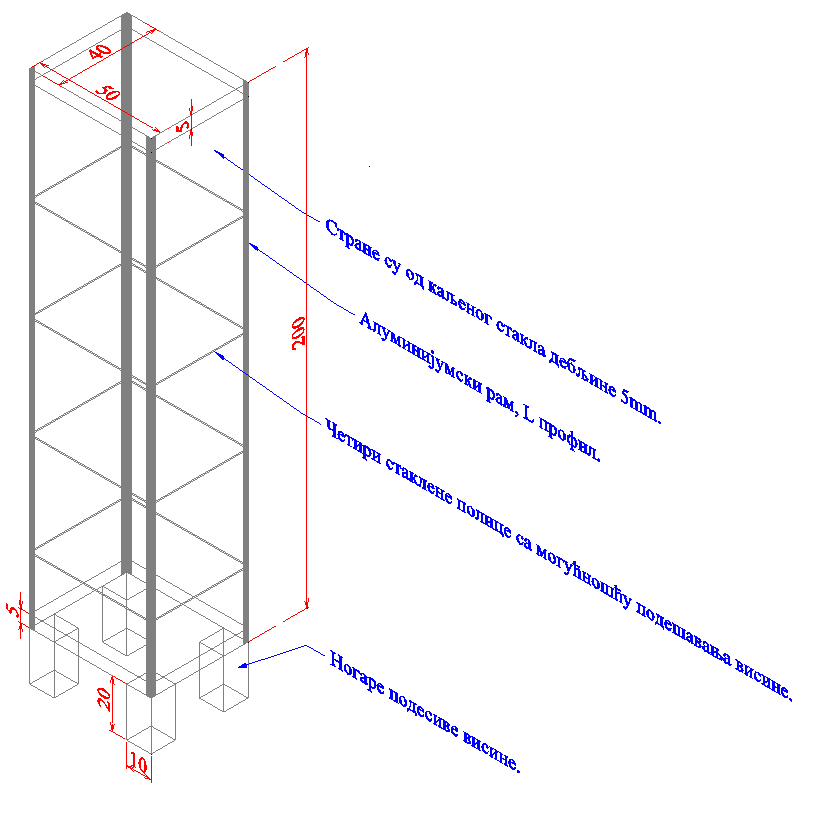 40
50
5
Стране су од каљеног стакла дебљине 5mm.
Алуминијумски рам, L профил.
200
Четири стаклене полице са могућношћу подешавања висине.
5
Ногаре подесиве висине.
20
10